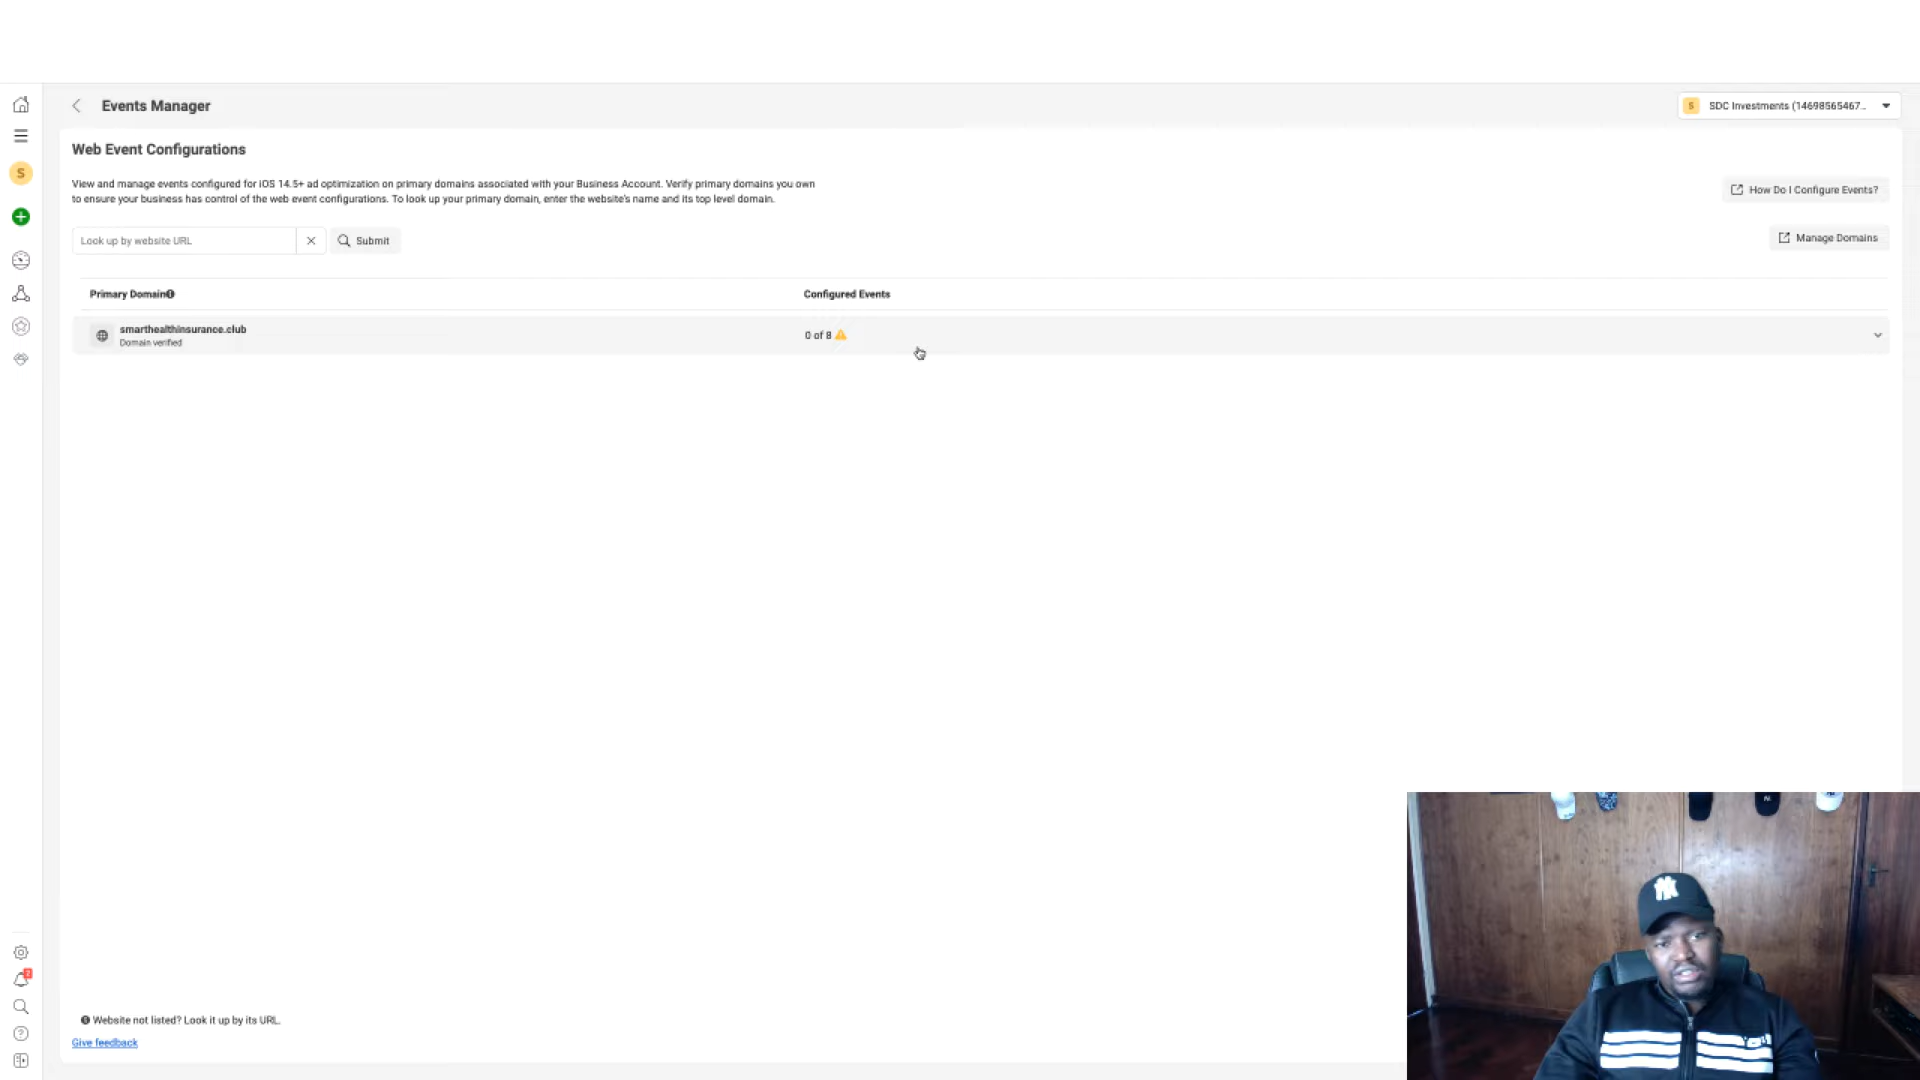 Events Manager
S SDC Investments (14698565467...
Web Event Configurations
S
View and manage events configured for iOS 14.5+ ad optimization on primary domains associated with your Business Account. Verify primary domains you own
to ensure your business has control of the web event configurations. To look up your primary domain, enter the website's name and its top level domain.
How Do I Configure Events?
Look up by website URL
Submit
Manage Domains
Primary Domain
Configured Events
smarthealthinsurance.club
Domain verified
0 of 8
Website not listed? Look it up by its URL.
Give feedback